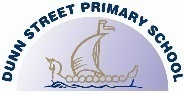 DUNN STREET PRIMARY SCHOOL